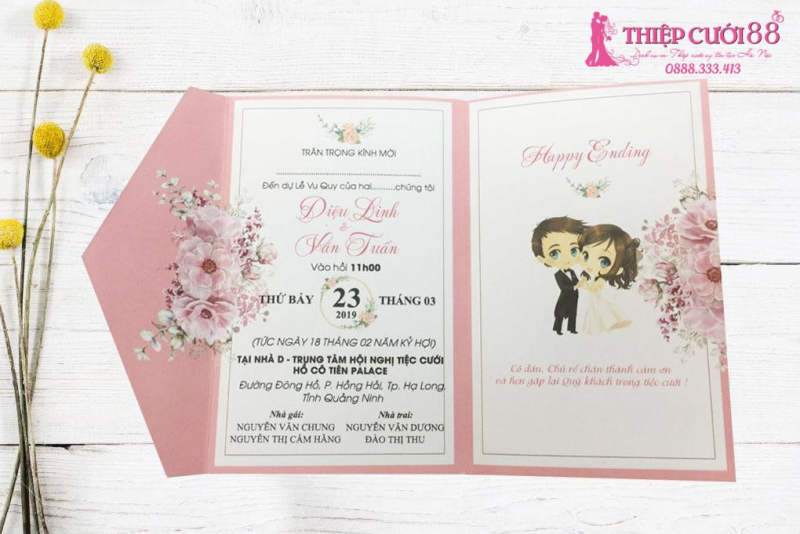 THIỆP CƯỚI 88
0888.333.413
TRÂN TRỌNG KÍNH MỜI
Đến dự Lễ Vu Quy của hai..........chúng tôi
Diệu Linh
&
Văn Tuấn
Vào hồi 11h00
THỨ BẢY 23 THÁNG 03
2019
(TỨC NGÀY 18 THÁNG 02 NĂM KỶ HỢI)
TẠI NHÀ D - TRUNG TÂM HỘI NGHỊ TIỆC CƯỚI
HỒ CÔ TIÊN PALACE
Đường Đông Hồ, P. Hồng Hải, Tp. Hạ Long,
Tỉnh Quảng Ninh
Nhà gái:
NGUYỄN VĂN CHUNG
NGUYỄN THỊ CẨM HẰNG
Nhà trai:
NGUYỄN VĂN DƯƠNG
ĐÀO THỊ THU
Happy Ending
Cô dâu, Chú rể chân thành cảm ơn
và hẹn gặp lại Quý khách trong tiệc cưới !